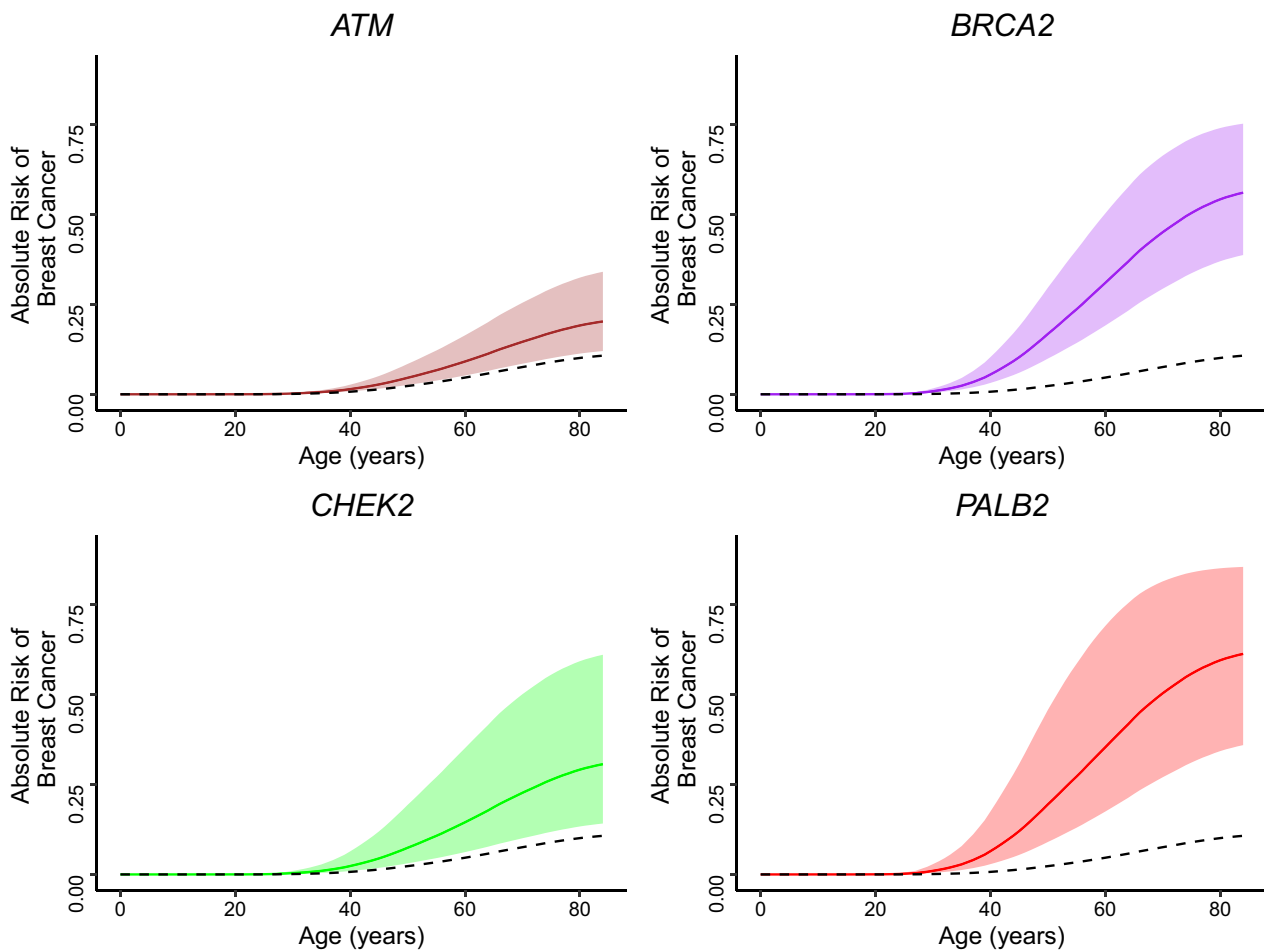 ATM
Absolute Risk of
Breast Cancer
0.00
0.25
0.50
0.75
0 20 40 60 80
Age (years)
BRCA2
Absolute Risk of
Breast Cancer
0.00
0.25
0.50
0.75
0 20 40 60 80
Age (years)
CHEK2
Absolute Risk of
Breast Cancer
0.00
0.25
0.50
0.75
0 20 40 60 80
Age (years)
PALB2
Absolute Risk of
Breast Cancer
0.00
0.25
0.50
0.75
0 20 40 60 80
Age (years)